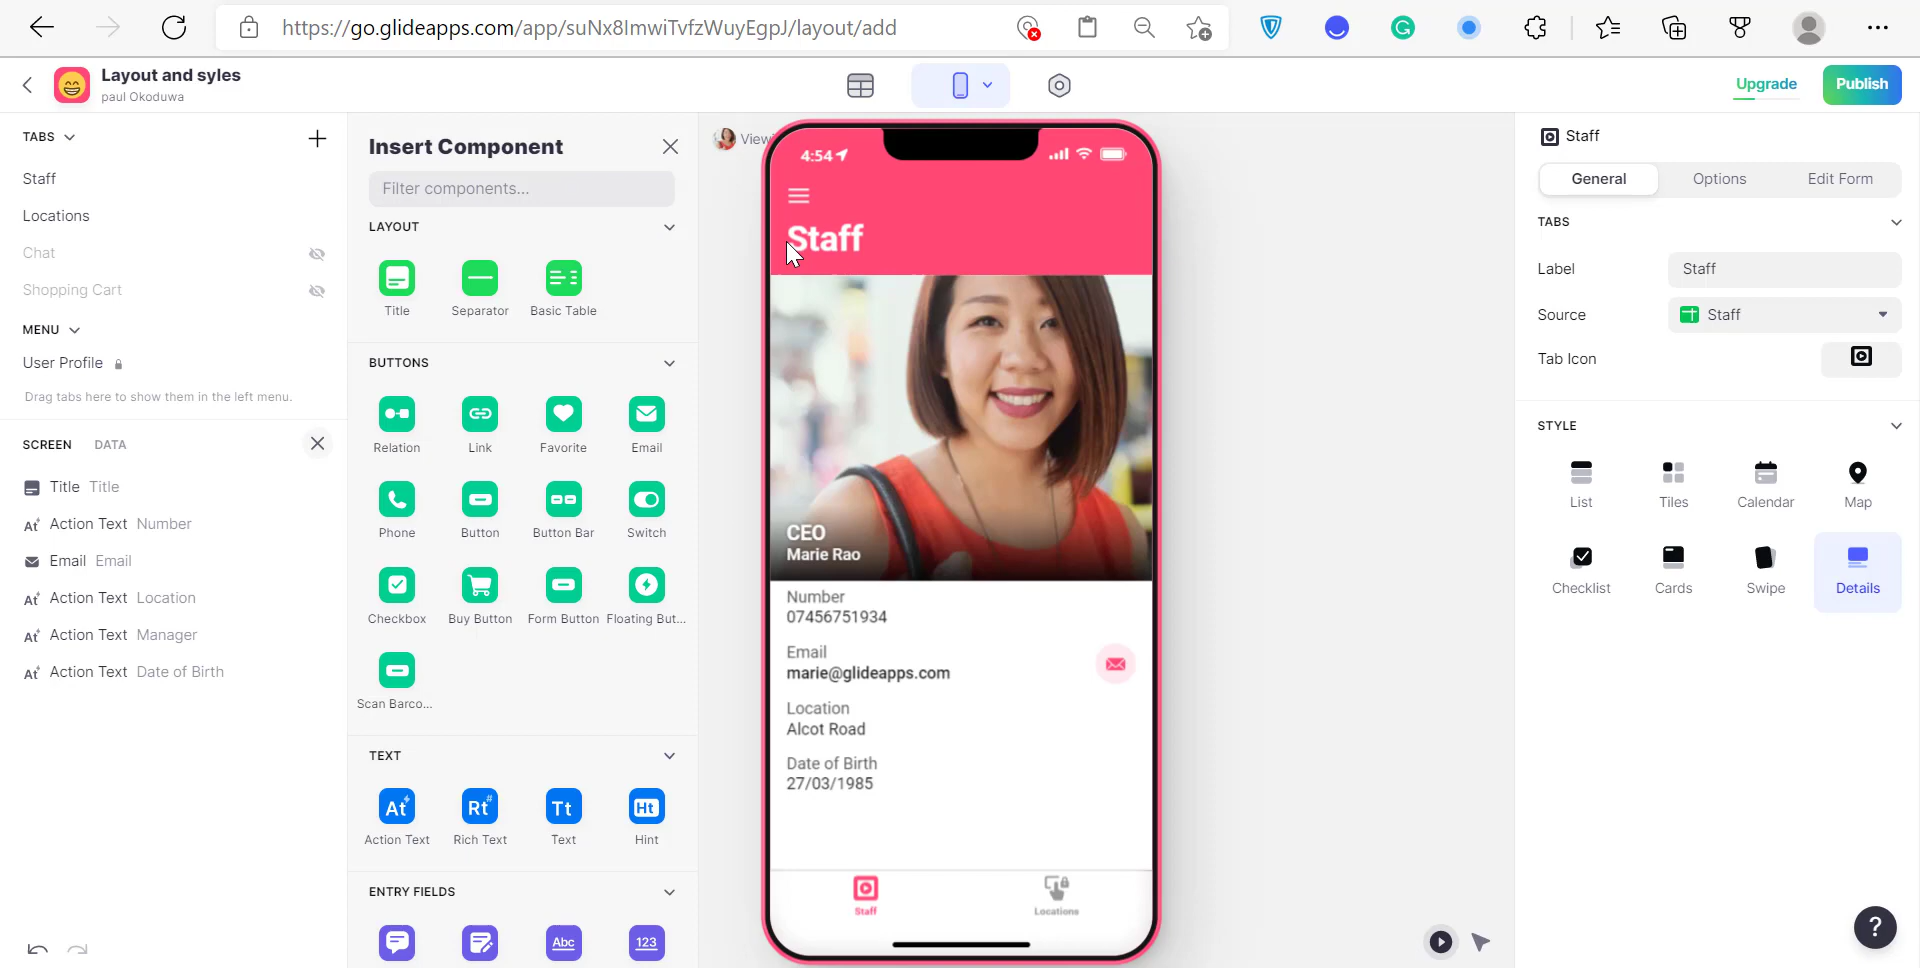 https://go.glideapps.com/app/suNx8ImwiTvfzWuyEgpJ/layout/add
Layout and syles
paul Okoduwa
Upgrade
Publish
TABS
Staff
Locations
Chat
Shopping Cart
MENU
User Profile
Drag tabs here to show them in the left menu.
SCREEN DATA
Title Title
Action Text Number
Email Email
Action Text Location
Action Text Manager
Action Text Date of Birth
Insert Component
Filter components...
LAYOUT
Title Separator Basic Table
BUTTONS
Relation Link Favorite Email
Phone Button Button Bar Switch
Checkbox Buy Button Form Button Floating But...
Scan Barco...
TEXT
At Rt# Tt Ht
Action Text Rich Text Text Hint
ENTRY FIELDS
Abc 123
4:54
Staff
CEO
Marie Rao
Number
07456751934
Email
marie@glideapps.com
Location
Alcot Road
Date of Birth
27/03/1985
Staff Locations
Staff
General Options Edit Form
TABS
Label Staff
Source Staff
Tab Icon
STYLE
List Tiles Calendar Map
Checklist Cards Swipe Details
?